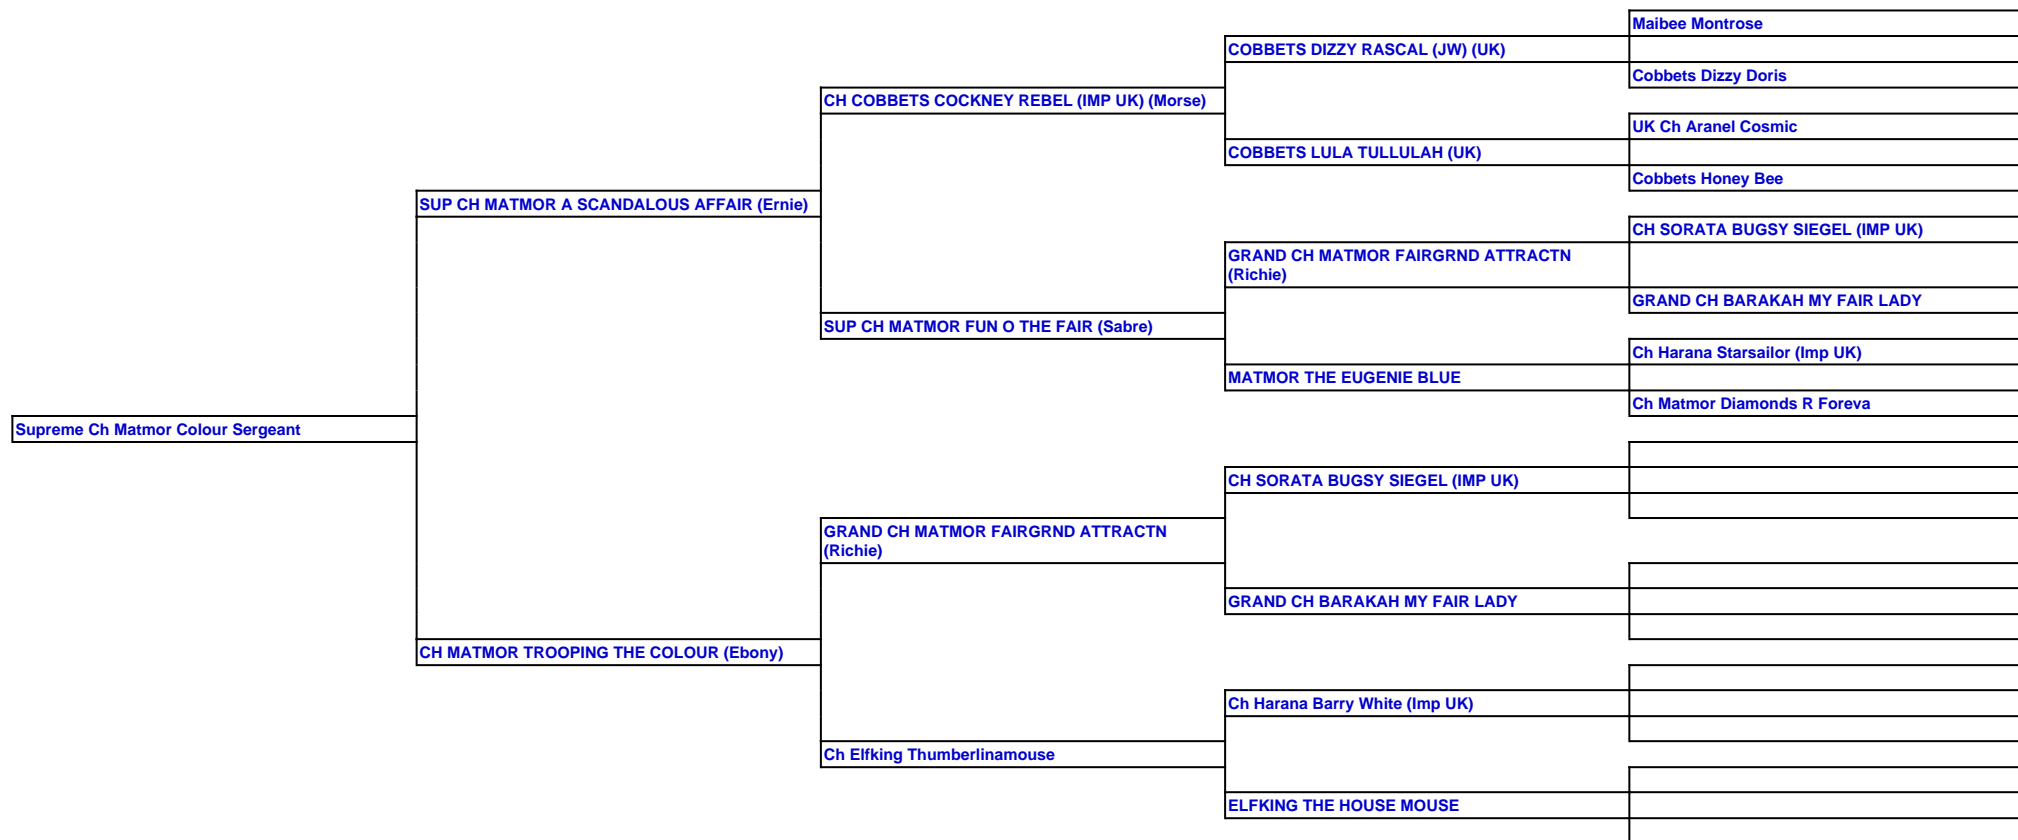 Maibee Montrose
COBBETS DIZZY RASCAL (JW) (UK)
Cobbets Dizzy Doris
CH COBBETS COCKNEY REBEL (IMP UK) (Morse)
UK Ch Aranel Cosmic
COBBETS LULA TULLULAH (UK)
Cobbets Honey Bee
SUP CH MATMOR A SCANDALOUS AFFAIR (Ernie)
CH SORATA BUGSY SIEGEL (IMP UK)
GRAND CH MATMOR FAIRGRND ATTRACTN
(Richie)
GRAND CH BARAKAH MY FAIR LADY
SUP CH MATMOR FUN O THE FAIR (Sabre)
Ch Harana Starsailor (Imp UK)
MATMOR THE EUGENIE BLUE
Ch Matmor Diamonds R Foreva
Supreme Ch Matmor Colour Sergeant
CH SORATA BUGSY SIEGEL (IMP UK)
GRAND CH MATMOR FAIRGRND ATTRACTN
(Richie)
GRAND CH BARAKAH MY FAIR LADY
CH MATMOR TROOPING THE COLOUR (Ebony)
Ch Harana Barry White (Imp UK)
Ch Elfking Thumberlinamouse
ELFKING THE HOUSE MOUSE